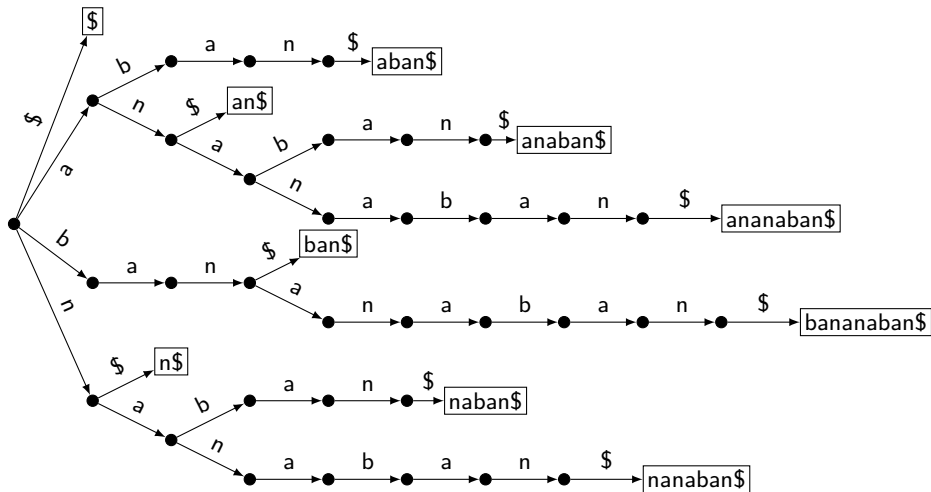 $
b a n $ aban$
$ an$
a n a b a n $ anaban$
n a b a n $ ananaban$
b a n $ ban$
a n a b a n $ bananaban$
n $ n$
a b a n $ naban$
n a b a n $ nanaban$
$